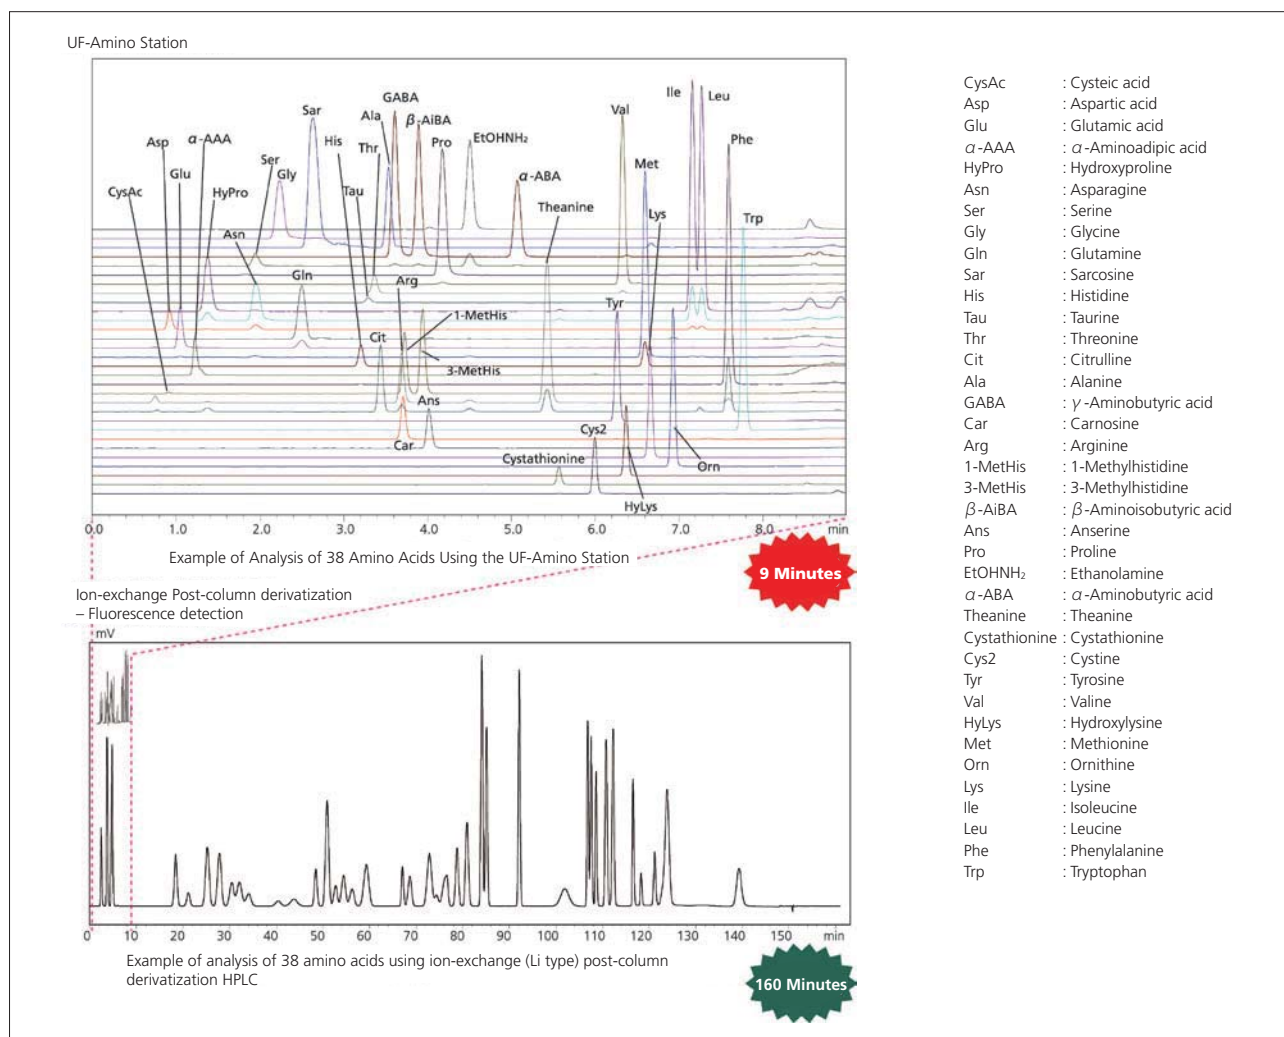 UF-Amino Station
CysAc
Asp
Glu
α-AAA
HyPro
Asn
Ser
Gly
Gln
Sar
His
Tau
Thr
Cit
Ala
GABA
β-AiBA
Pro
EtOHNH₂
α-ABA
Theanine
Arg
1-MetHis
3-MetHis
Ans
Car
Cystathionine
Cys2
Tyr
Val
HyLys
Met
Lys
Orn
Ile
Leu
Phe
Trp
0.0 1.0 2.0 3.0 4.0 5.0 6.0 7.0 8.0 min
Example of Analysis of 38 Amino Acids Using the UF-Amino Station
9 Minutes
Ion-exchange Post-column derivatization
– Fluorescence detection
mV
0 10 20 30 40 50 60 70 80 90 100 110 120 130 140 150 min
Example of analysis of 38 amino acids using ion-exchange (Li type) post-column
derivatization HPLC
160 Minutes
CysAc : Cysteic acid
Asp : Aspartic acid
Glu : Glutamic acid
α-AAA : α-Aminoadipic acid
HyPro : Hydroxyproline
Asn : Asparagine
Ser : Serine
Gly : Glycine
Gln : Glutamine
Sar : Sarcosine
His : Histidine
Tau : Taurine
Thr : Threonine
Cit : Citrulline
Ala : Alanine
GABA : γ-Aminobutyric acid
Car : Carnosine
Arg : Arginine
1-MetHis : 1-Methylhistidine
3-MetHis : 3-Methylhistidine
β-AiBA : β-Aminoisobutyric acid
Ans : Anserine
Pro : Proline
EtOHNH₂ : Ethanolamine
α-ABA : α-Aminobutyric acid
Theanine : Theanine
Cystathionine : Cystathionine
Cys2 : Cystine
Tyr : Tyrosine
Val : Valine
HyLys : Hydroxylysine
Met : Methionine
Orn : Ornithine
Lys : Lysine
Ile : Isoleucine
Leu : Leucine
Phe : Phenylalanine
Trp : Tryptophan